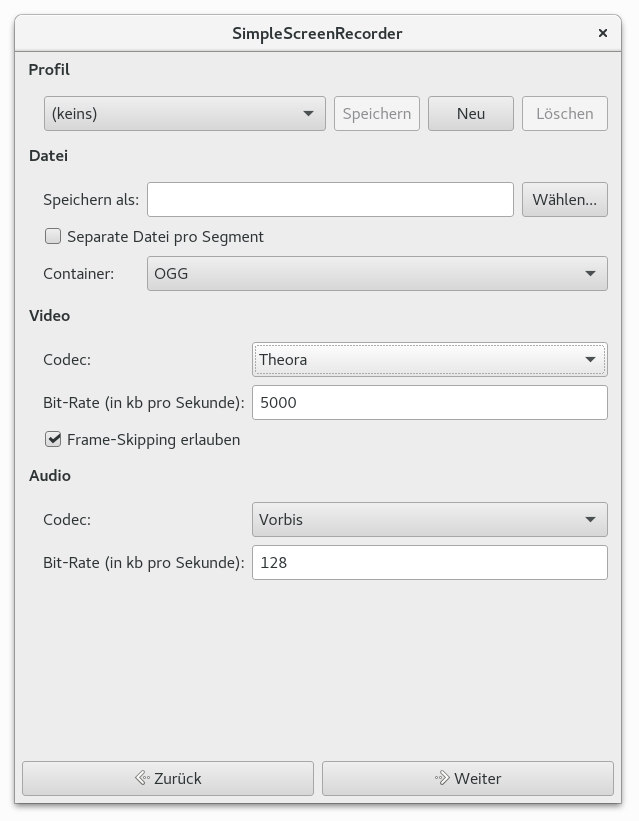 SimpleScreenRecorder
Profil
(keins) Speichern Neu Löschen
Datei
Speichern als: Wählen...
Separate Datei pro Segment
Container: OGG
Video
Codec: Theora
Bit-Rate (in kb pro Sekunde): 5000
Frame-Skipping erlauben
Audio
Codec: Vorbis
Bit-Rate (in kb pro Sekunde): 128
Zurück Weiter